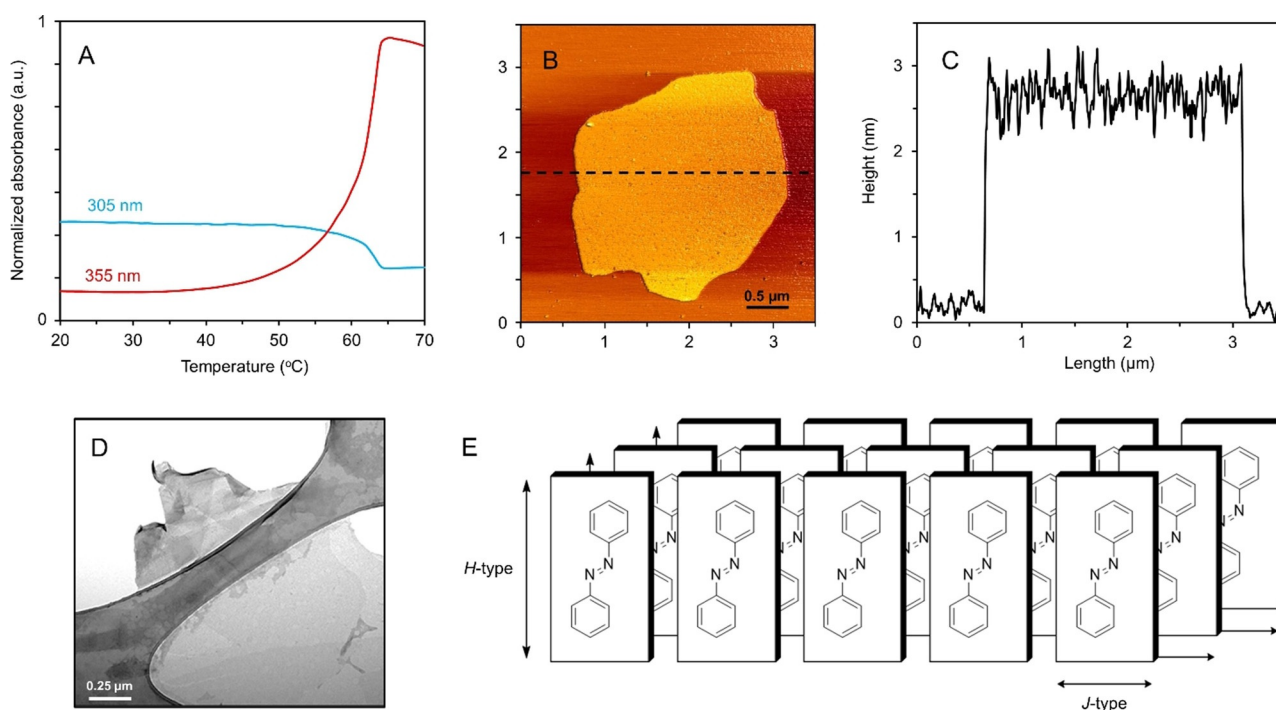 A
Normalized absorbance (a.u.)
1
0
305 nm
355 nm
20 30 40 50 60 70
Temperature (°C)
B
3
2
1
0
0 1 2 3
0.5 µm
C
Height (nm)
3
2
1
0
0 1 2 3
Length (µm)
D
0.25 µm
E
H-type
N N N N
N
N N N N N
N N N N N
J-type